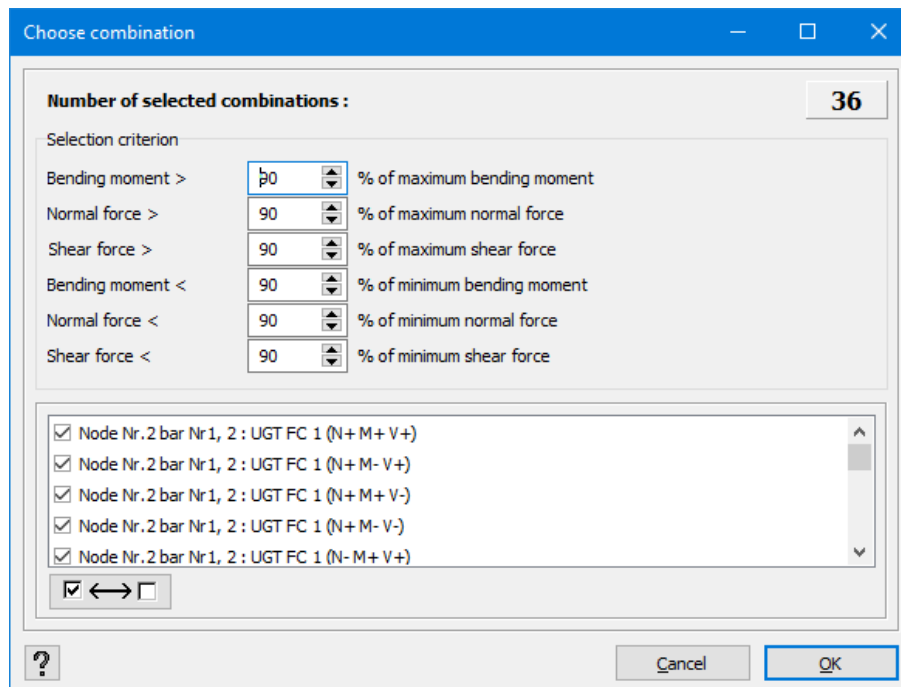 Choose combination
Number of selected combinations : 36
Selection criterion
Bending moment > 90 % of maximum bending moment
Normal force > 90 % of maximum normal force
Shear force > 90 % of maximum shear force
Bending moment < 90 % of minimum bending moment
Normal force < 90 % of minimum normal force
Shear force < 90 % of minimum shear force
Node Nr.2 bar Nr1, 2 : UGT FC 1 (N+ M+ V+)
Node Nr.2 bar Nr1, 2 : UGT FC 1 (N+ M- V+)
Node Nr.2 bar Nr1, 2 : UGT FC 1 (N+ M+ V-)
Node Nr.2 bar Nr1, 2 : UGT FC 1 (N+ M- V-)
Node Nr.2 bar Nr1, 2 : UGT FC 1 (N- M+ V+)
? Cancel OK